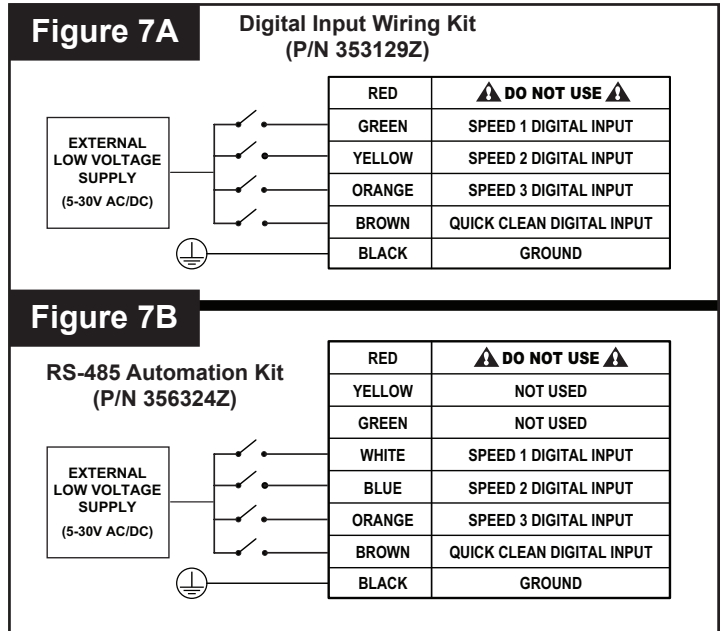 Figure 7A
Digital Input Wiring Kit
(P/N 353129Z)
EXTERNAL
LOW VOLTAGE
SUPPLY
(5-30V AC/DC)
RED DO NOT USE
GREEN SPEED 1 DIGITAL INPUT
YELLOW SPEED 2 DIGITAL INPUT
ORANGE SPEED 3 DIGITAL INPUT
BROWN QUICK CLEAN DIGITAL INPUT
BLACK GROUND
Figure 7B
RS-485 Automation Kit
(P/N 356324Z)
EXTERNAL
LOW VOLTAGE
SUPPLY
(5-30V AC/DC)
RED DO NOT USE
YELLOW NOT USED
GREEN NOT USED
WHITE SPEED 1 DIGITAL INPUT
BLUE SPEED 2 DIGITAL INPUT
ORANGE SPEED 3 DIGITAL INPUT
BROWN QUICK CLEAN DIGITAL INPUT
BLACK GROUND